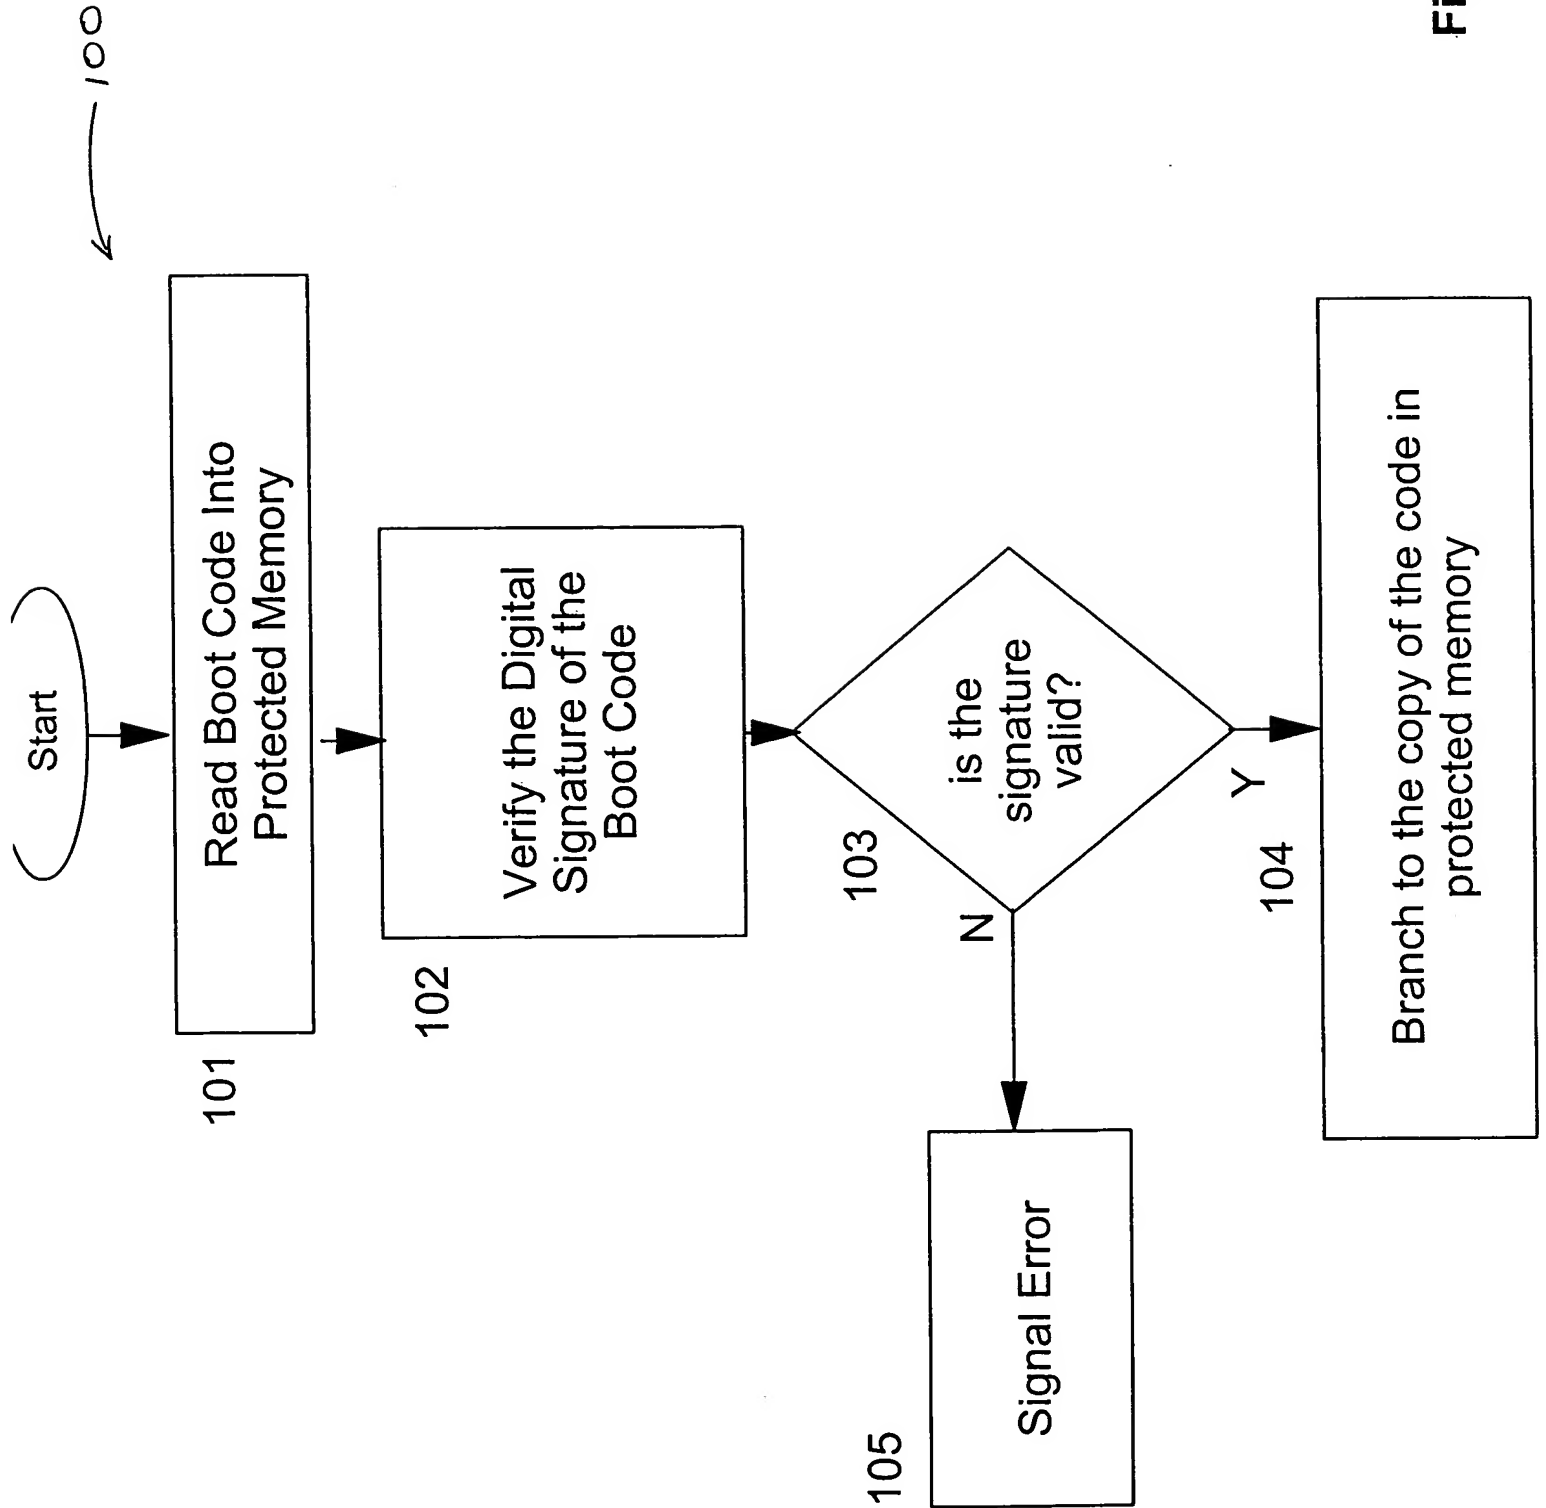 100
Start
101
Read Boot Code Into
Protected Memory
102
Verify the Digital
Signature of the
Boot Code
103
is the
signature
valid?
N
Y
105
Signal Error
104
Branch to the copy of the code in
protected memory